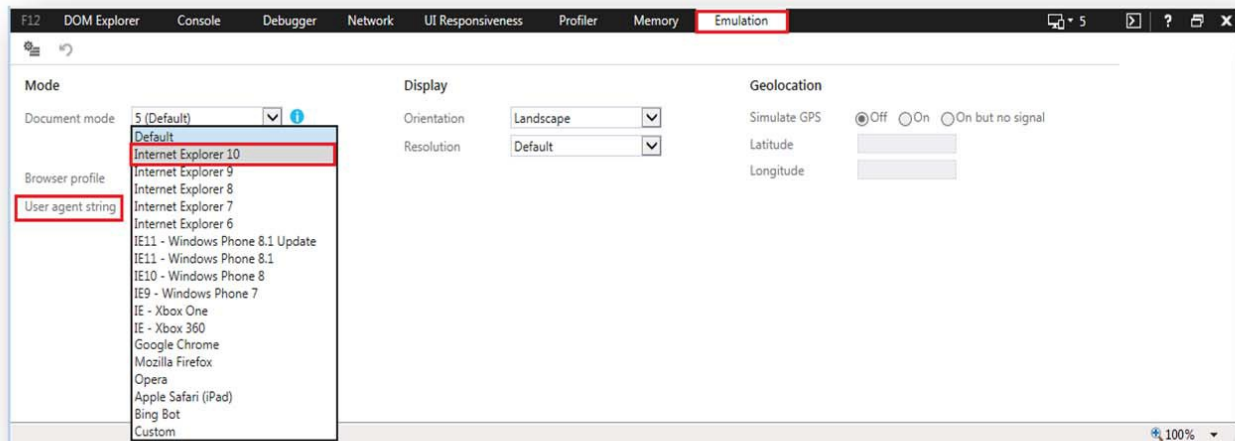 F12 DOM Explorer Console Debugger Network UI Responsiveness Profiler Memory Emulation 5 ?
Mode
Document mode 5 (Default)
Browser profile
User agent string
Default
Internet Explorer 10
Internet Explorer 9
Internet Explorer 8
Internet Explorer 7
Internet Explorer 6
IE11 - Windows Phone 8.1 Update
IE11 - Windows Phone 8.1
IE10 - Windows Phone 8
IE9 - Windows Phone 7
IE - Xbox One
IE - Xbox 360
Google Chrome
Mozilla Firefox
Opera
Apple Safari (iPad)
Bing Bot
Custom
Display
Orientation Landscape
Resolution Default
Geolocation
Simulate GPS Off On On but no signal
Latitude
Longitude
100%